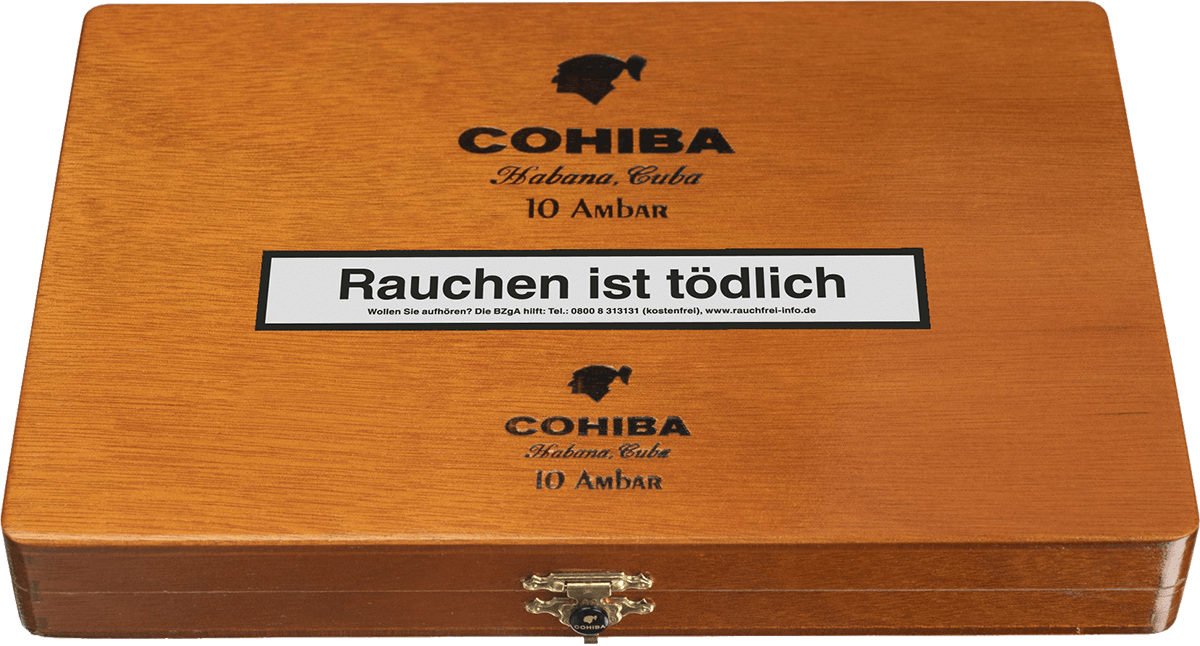 COHIBA
Habana, Cuba
10 AMBAR
Rauchen ist tödlich
Wollen Sie aufhören? Die BZgA hilft: Tel.: 0800 8 313131 (kostenfrei), www.rauchfrei-info.de
COHIBA
Habana, Cuba
10 AMBAR
COHIBA